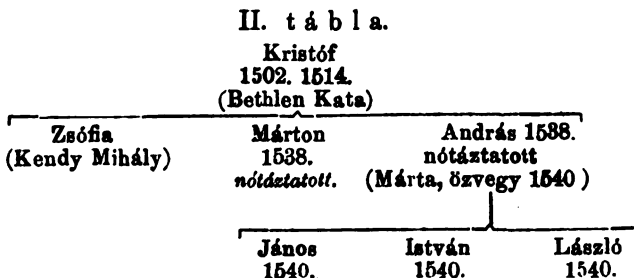 II. tábla.
Kristóf
1502. 1514.
(Bethlen Kata)
Zsófia Márton András 1538.
(Kendy Mihály) 1538. nótáztatott
nótáztatott. (Márta, özvegy 1540)
János István László
1540. 1540. 1540.